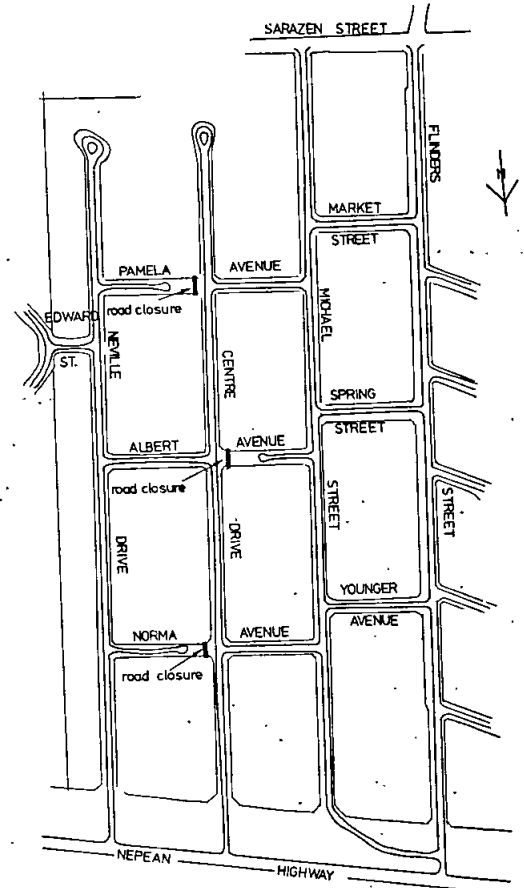 SARAZEN STREET
FLINDERS
N
MARKET
STREET
PAMELA AVENUE
road closure
EDWARD
ST.
NEVILLE
MICHAEL
CENTRE
SPRING
STREET
ALBERT AVENUE
road closure
DRIVE
DRIVE
STREET
STREET
YOUNGER
AVENUE
NORMA AVENUE
road closure
NEPEAN HIGHWAY